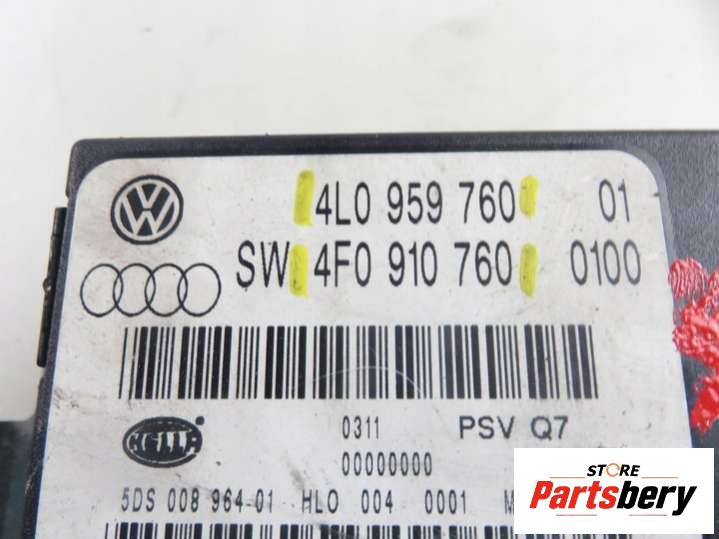 4L0 959 760 01
SW 4F0 910 760 0100
0311 PSV Q7
00000000
HELLA
5DS 008 964-01 HLO 004 0001 M
STORE
Partsbery